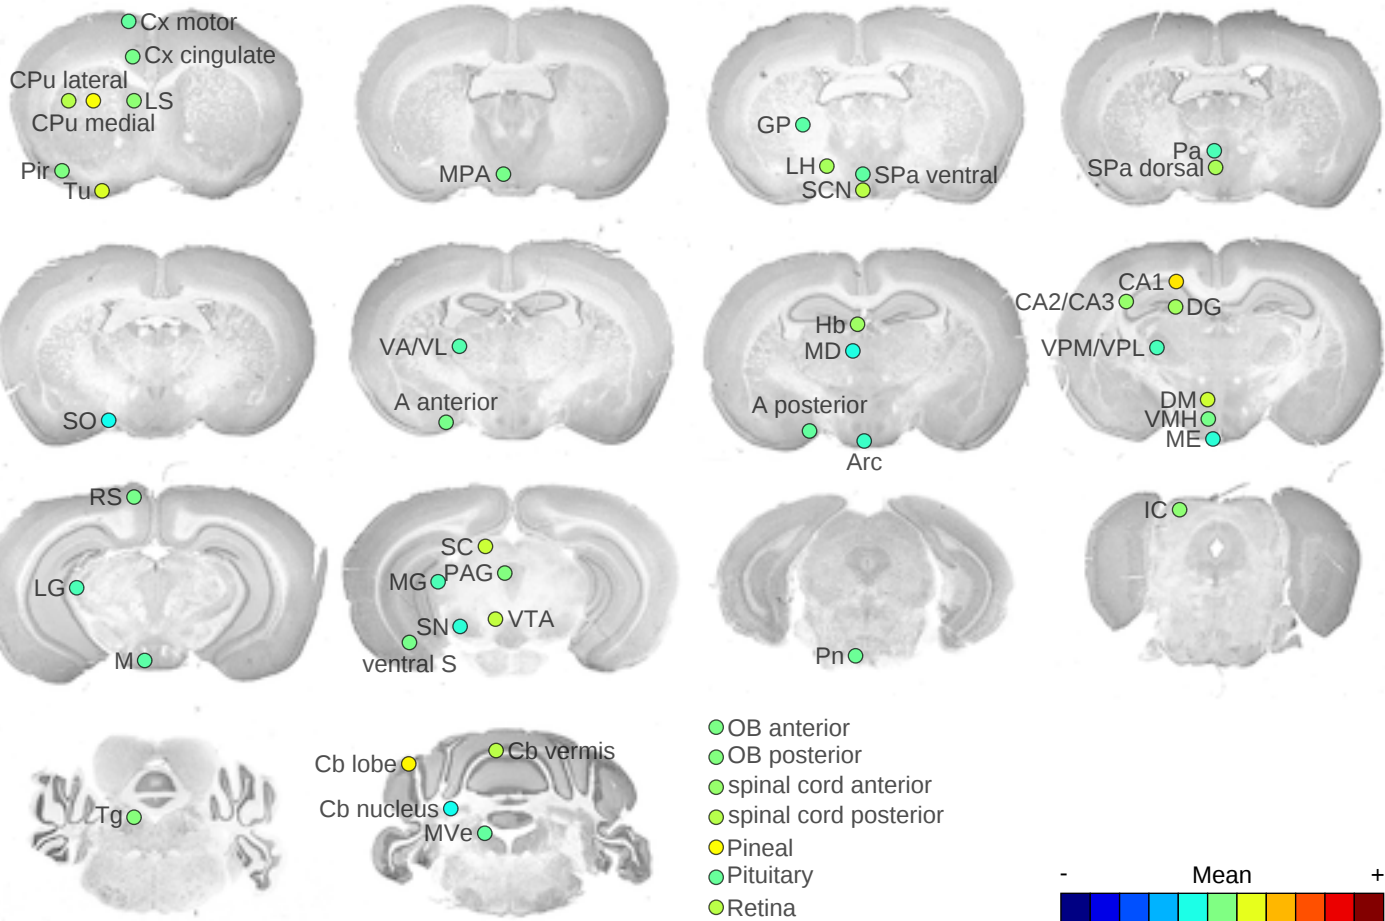 Cx motor
Cx cingulate
CPu lateral
LS
CPu medial
Pir
Tu
MPA
GP
LH
SPa ventral
SCN
Pa
SPa dorsal
SO
VA/VL
A anterior
Hb
MD
A posterior
Arc
CA1
CA2/CA3
DG
VPM/VPL
DM
VMH
ME
RS
LG
M
SC
PAG
MG
SN
VTA
ventral S
Pn
IC
Tg
Cb lobe
Cb vermis
Cb nucleus
MVe
OB anterior
OB posterior
spinal cord anterior
spinal cord posterior
Pineal
Pituitary
Retina
- Mean +